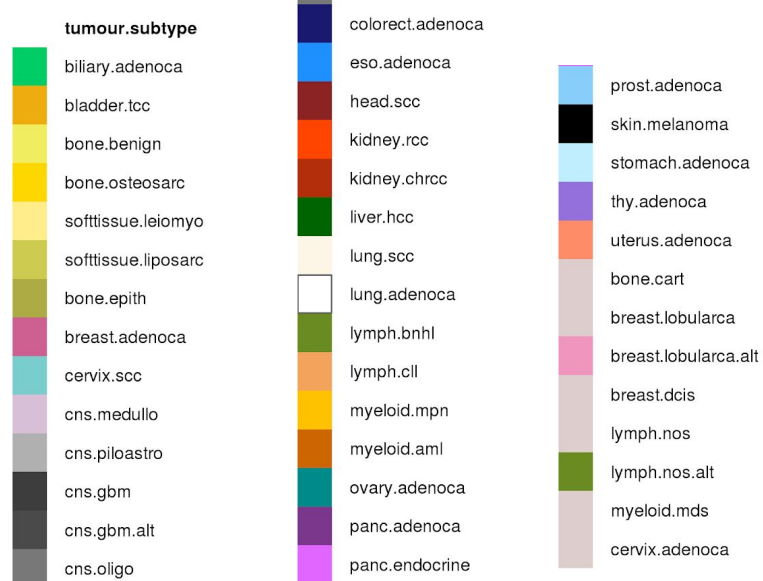 tumour.subtype
biliary.adenoca
bladder.tcc
bone.benign
bone.osteosarc
softtissue.leiomyo
softtissue.liposarc
bone.epith
breast.adenoca
cervix.scc
cns.medullo
cns.piloastro
cns.gbm
cns.gbm.alt
cns.oligo
colorect.adenoca
eso.adenoca
head.scc
kidney.rcc
kidney.chrcc
liver.hcc
lung.scc
lung.adenoca
lymph.bnhl
lymph.cll
myeloid.mpn
myeloid.aml
ovary.adenoca
panc.adenoca
panc.endocrine
prost.adenoca
skin.melanoma
stomach.adenoca
thy.adenoca
uterus.adenoca
bone.cart
breast.lobularca
breast.lobularca.alt
breast.dcis
lymph.nos
lymph.nos.alt
myeloid.mds
cervix.adenoca